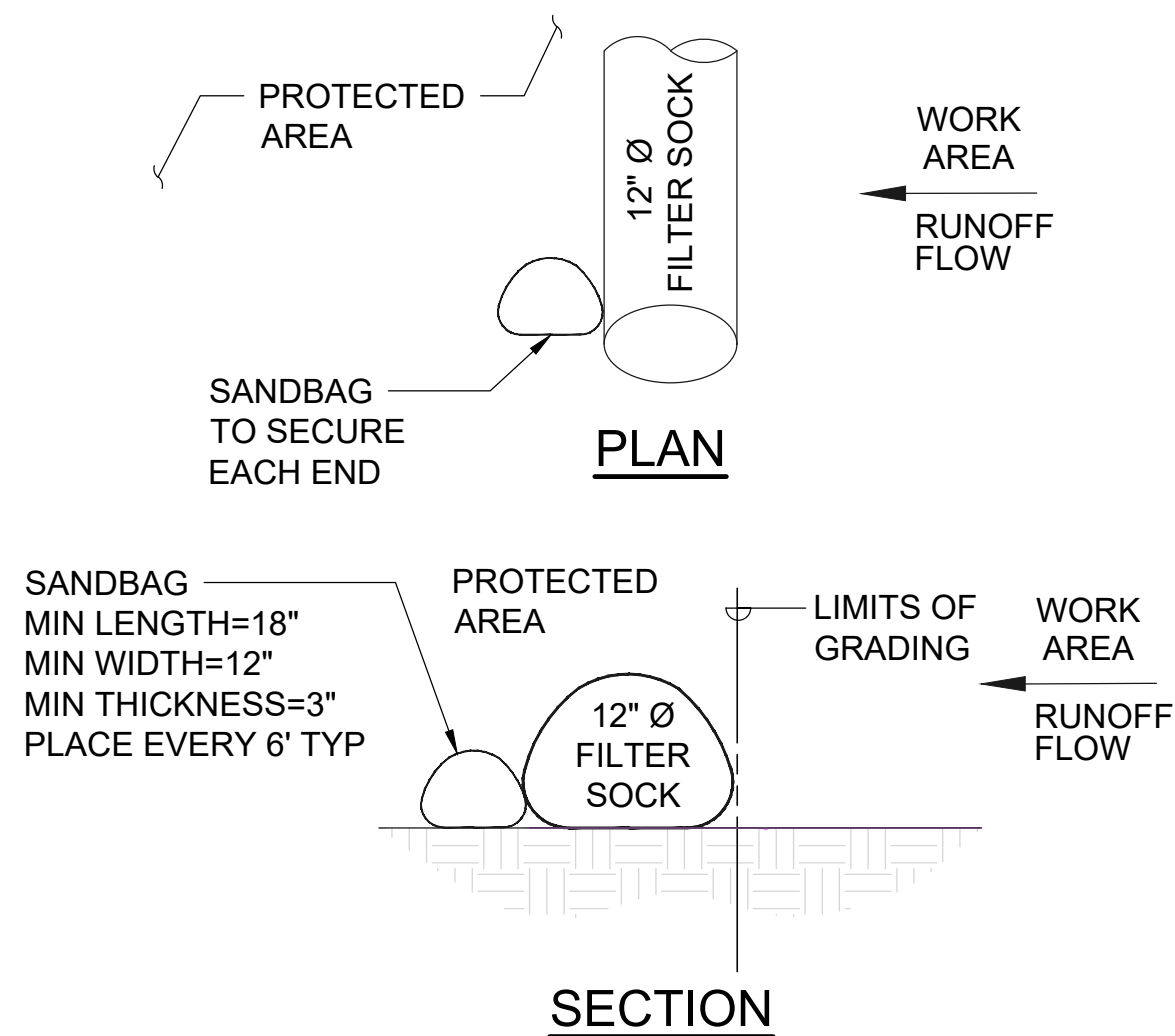 PROTECTED
AREA
12" Ø
FILTER SOCK
WORK
AREA
RUNOFF
FLOW
SANDBAG
TO SECURE
EACH END
PLAN
SANDBAG
MIN LENGTH=18"
MIN WIDTH=12"
MIN THICKNESS=3"
PLACE EVERY 6' TYP
PROTECTED
AREA
12" Ø
FILTER
SOCK
LIMITS OF
GRADING
WORK
AREA
RUNOFF
FLOW
SECTION